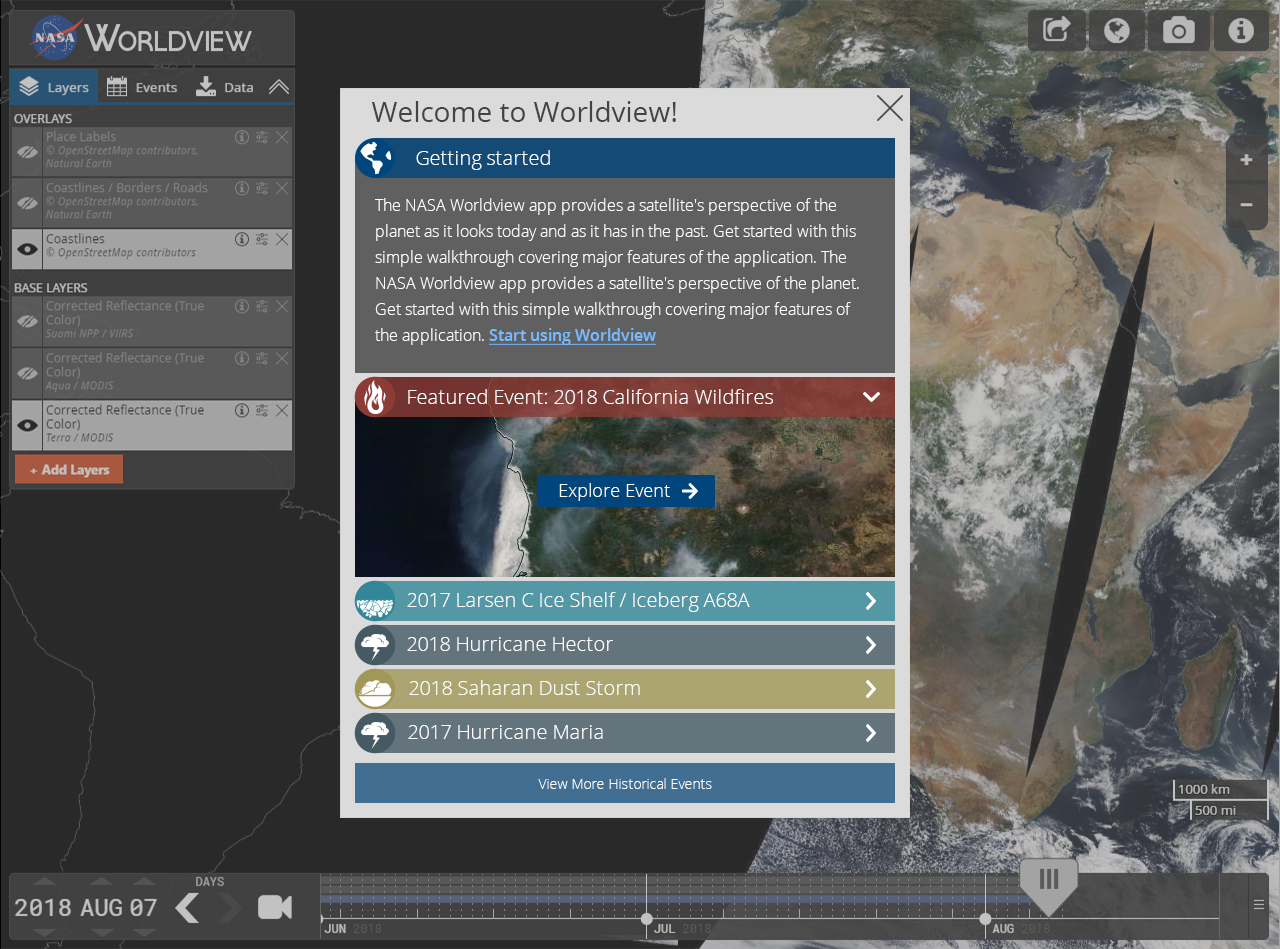 NASA WORLDVIEW
Layers Events Data
OVERLAYS
Place Labels
© OpenStreetMap contributors,
Natural Earth
Coastlines / Borders / Roads
© OpenStreetMap contributors,
Natural Earth
Coastlines
© OpenStreetMap contributors
BASE LAYERS
Corrected Reflectance (True
Color)
Suomi NPP / VIIRS
Corrected Reflectance (True
Color)
Aqua / MODIS
Corrected Reflectance (True
Color)
Terra / MODIS
+ Add Layers
Welcome to Worldview!
Getting started
The NASA Worldview app provides a satellite's perspective of the
planet as it looks today and as it has in the past. Get started with this
simple walkthrough covering major features of the application. The
NASA Worldview app provides a satellite's perspective of the planet.
Get started with this simple walkthrough covering major features of
the application. Start using Worldview
Featured Event: 2018 California Wildfires
Explore Event
2017 Larsen C Ice Shelf / Iceberg A68A
2018 Hurricane Hector
2018 Saharan Dust Storm
2017 Hurricane Maria
View More Historical Events
+
−
1000 km
500 mi
DAYS
2018 AUG 07
JUN 2018
JUL 2018
AUG 2018